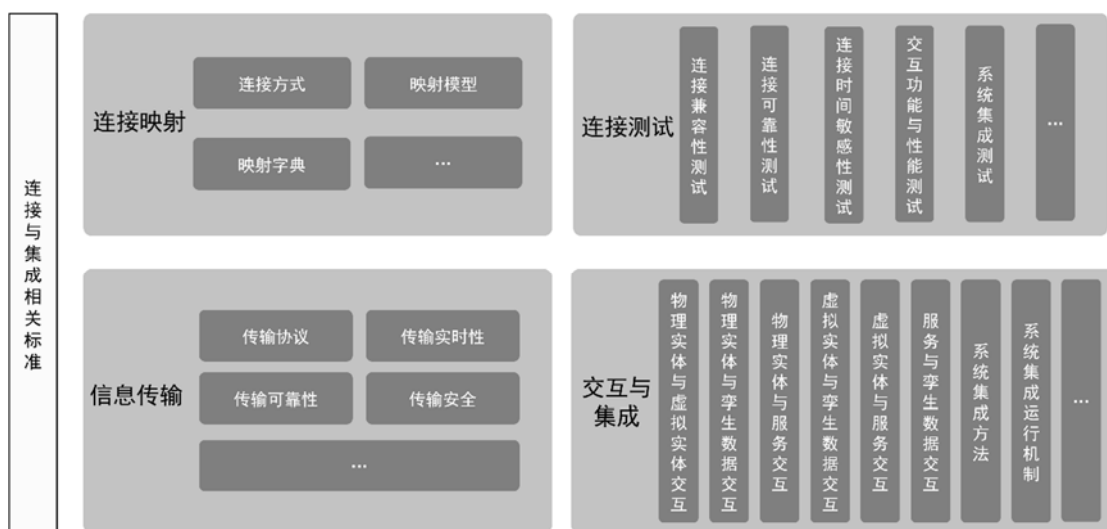 连接与集成相关标准
连接映射
连接方式
映射模型
映射字典
...
连接测试
连接兼容性测试
连接可靠性测试
连接时间敏感性测试
交互功能与性能测试
系统集成测试
...
信息传输
传输协议
传输实时性
传输可靠性
传输安全
...
交互与
集成
物理实体与虚拟实体交互
物理实体与孪生数据交互
物理实体与服务交互
虚拟实体与孪生数据交互
虚拟实体与服务交互
服务与孪生数据交互
系统集成方法
系统集成运行机制
...